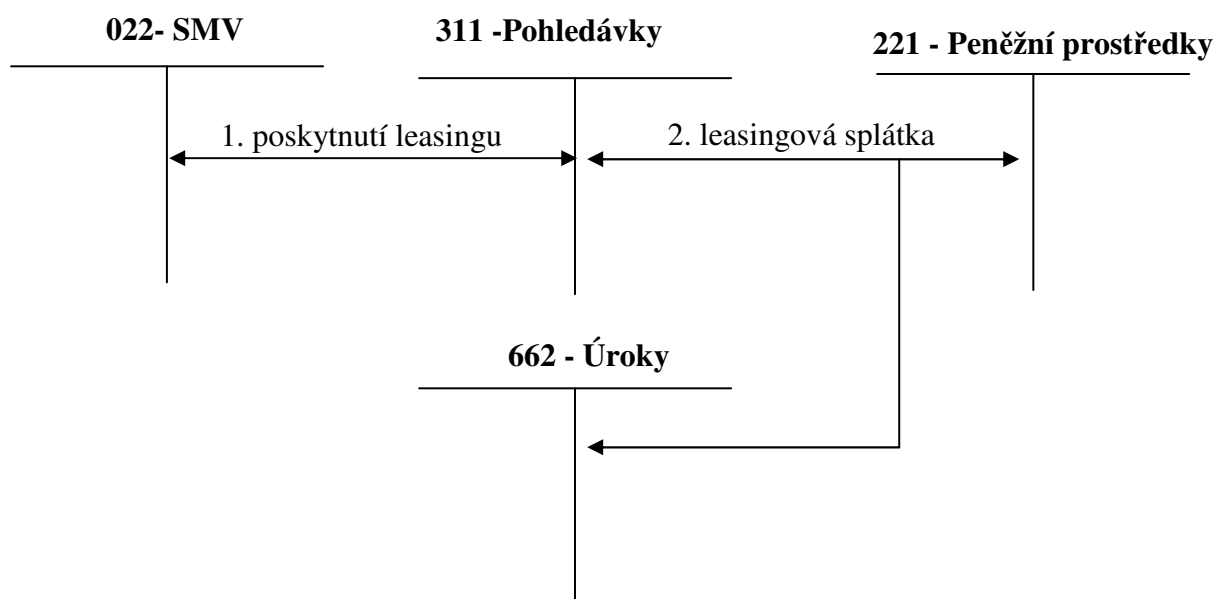 022- SMV
311 -Pohledávky
221 - Peněžní prostředky
1. poskytnutí leasingu
2. leasingová splátka
662 - Úroky